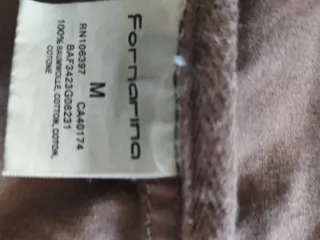 Fornarina
M
RN106397 CA40174
BAF3423G08231
100% BAUMWOLLE, COTTON, COTON,
COTONE